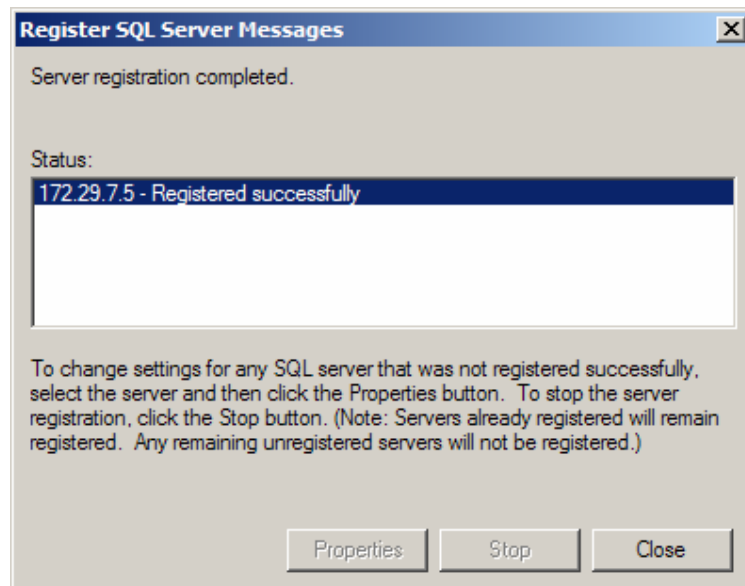 Register SQL Server Messages
Server registration completed.
Status:
172.29.7.5 - Registered successfully
To change settings for any SQL server that was not registered successfully,
select the server and then click the Properties button.  To stop the server
registration, click the Stop button. (Note: Servers already registered will remain
registered.  Any remaining unregistered servers will not be registered.)
Properties
Stop
Close